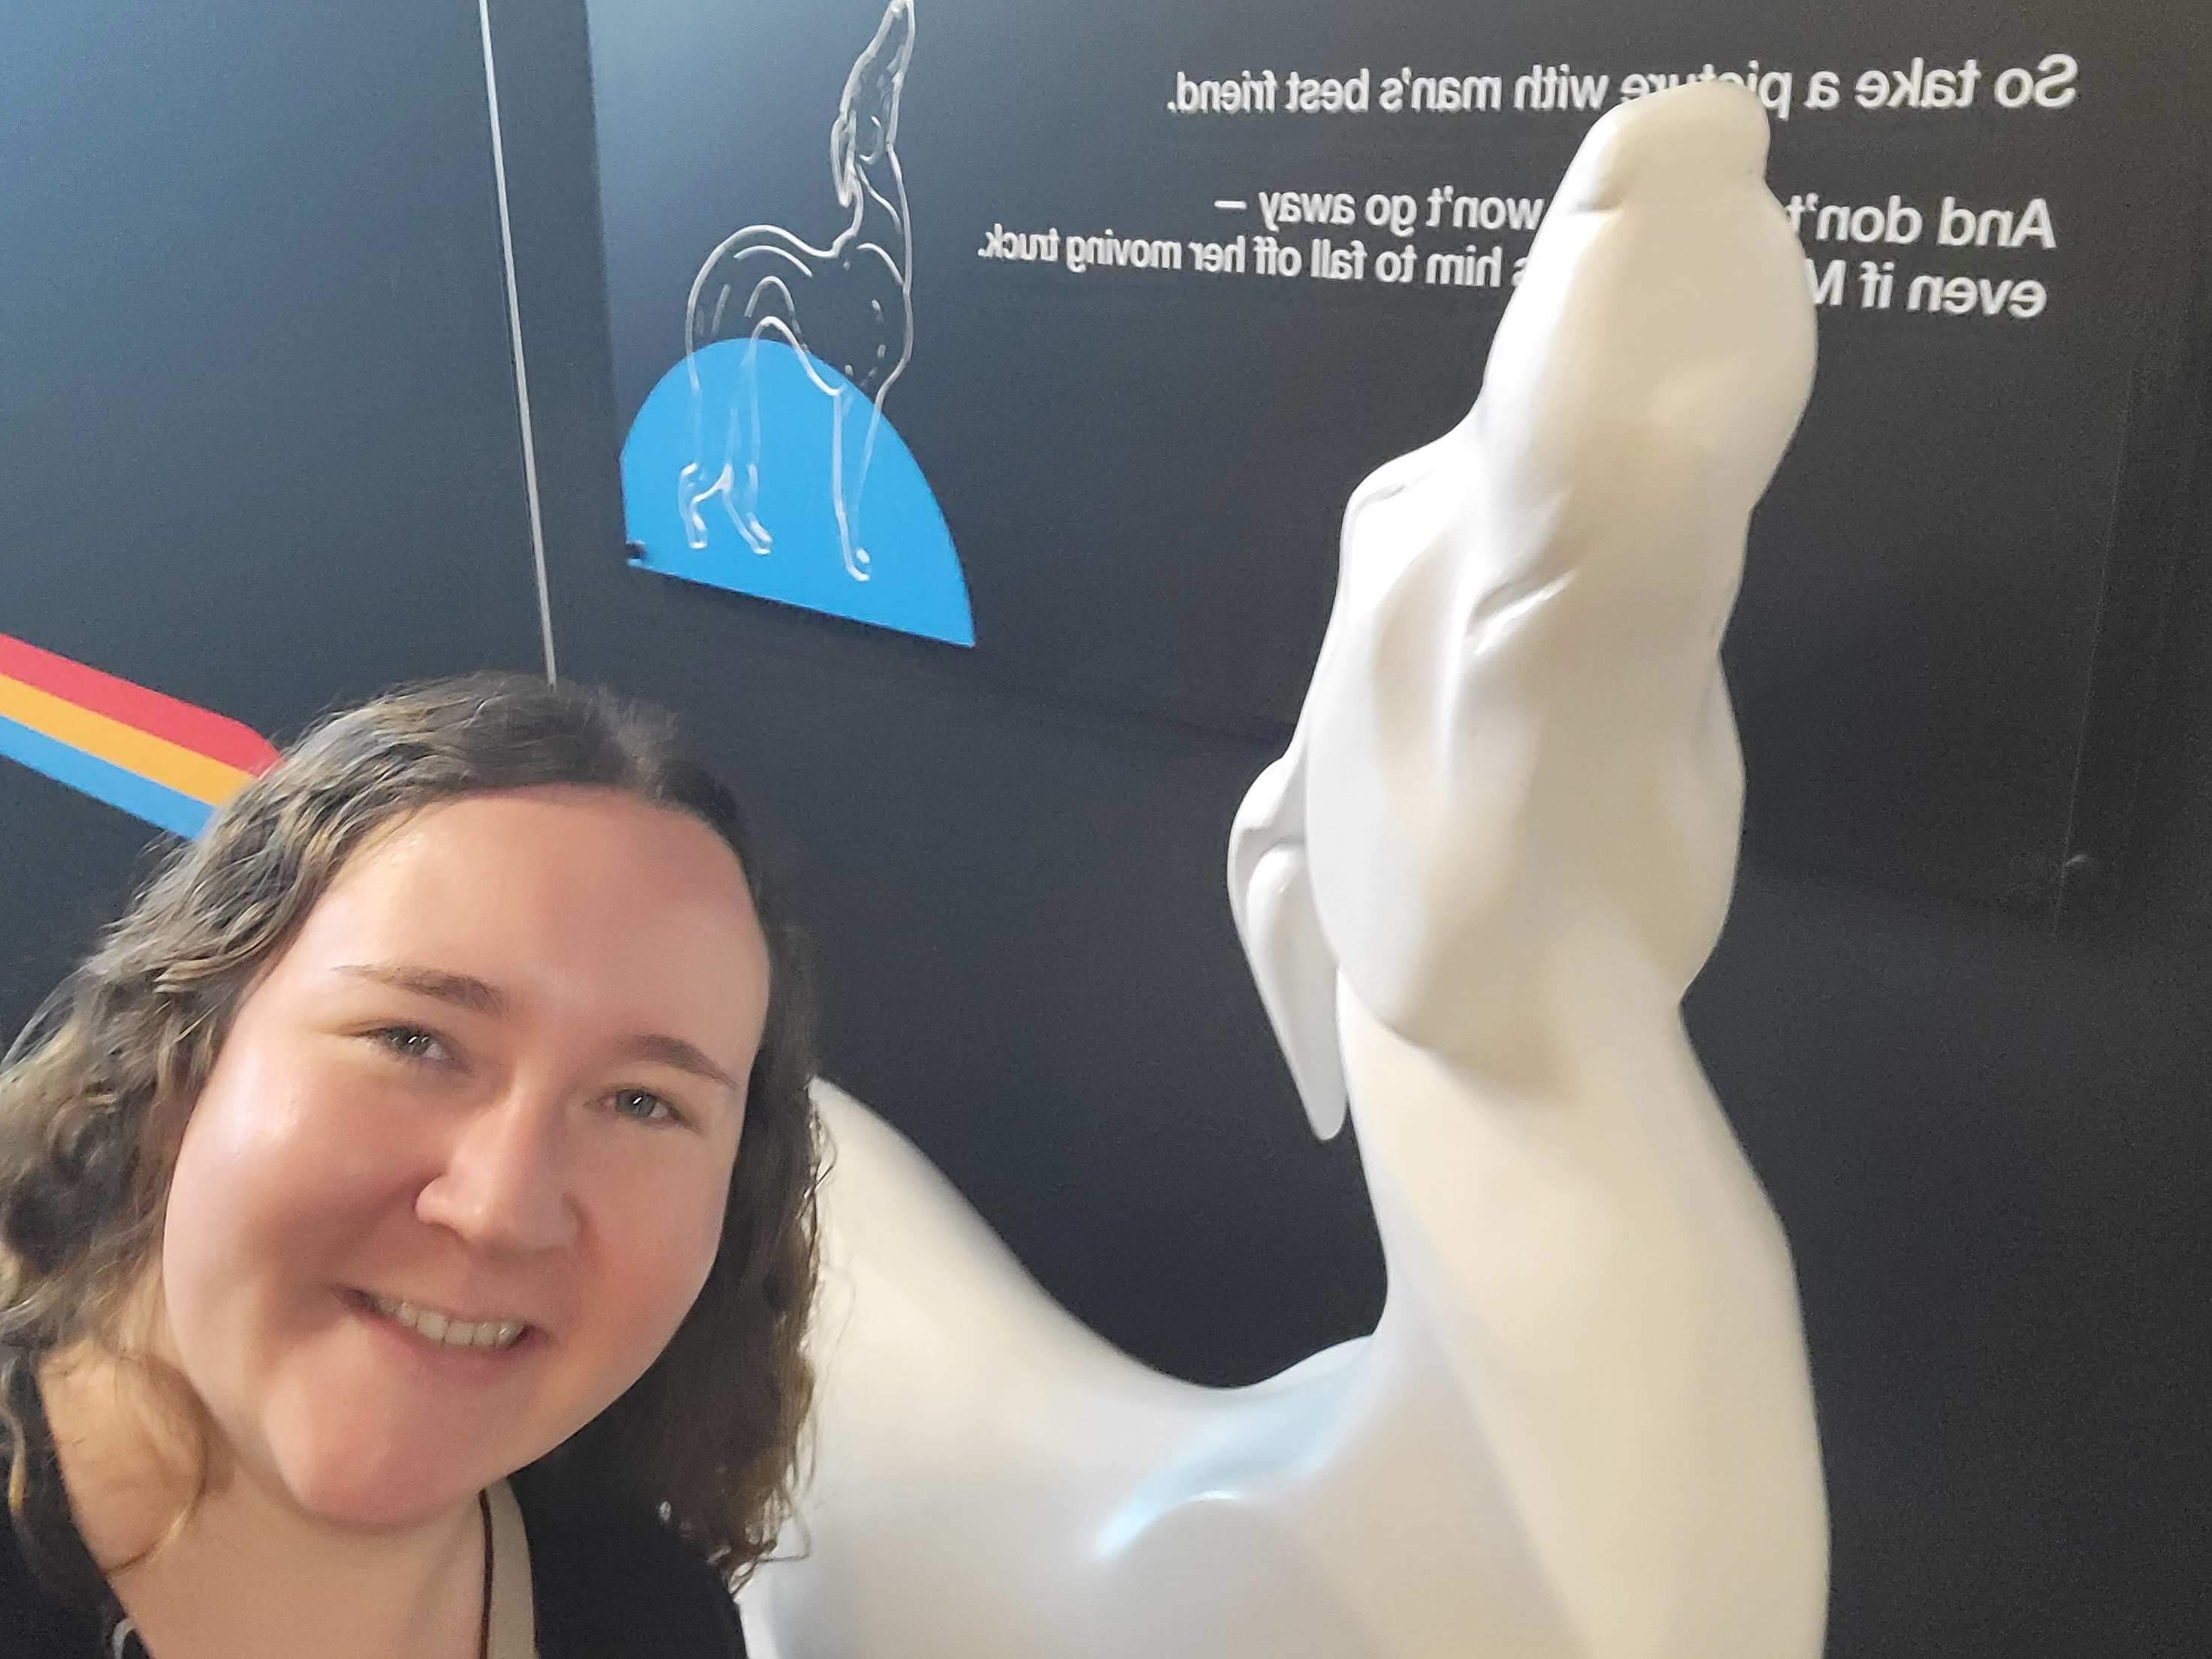 So take a picture with man's best friend.
And don't won't go away –
even if M s him to fall off her moving truck.